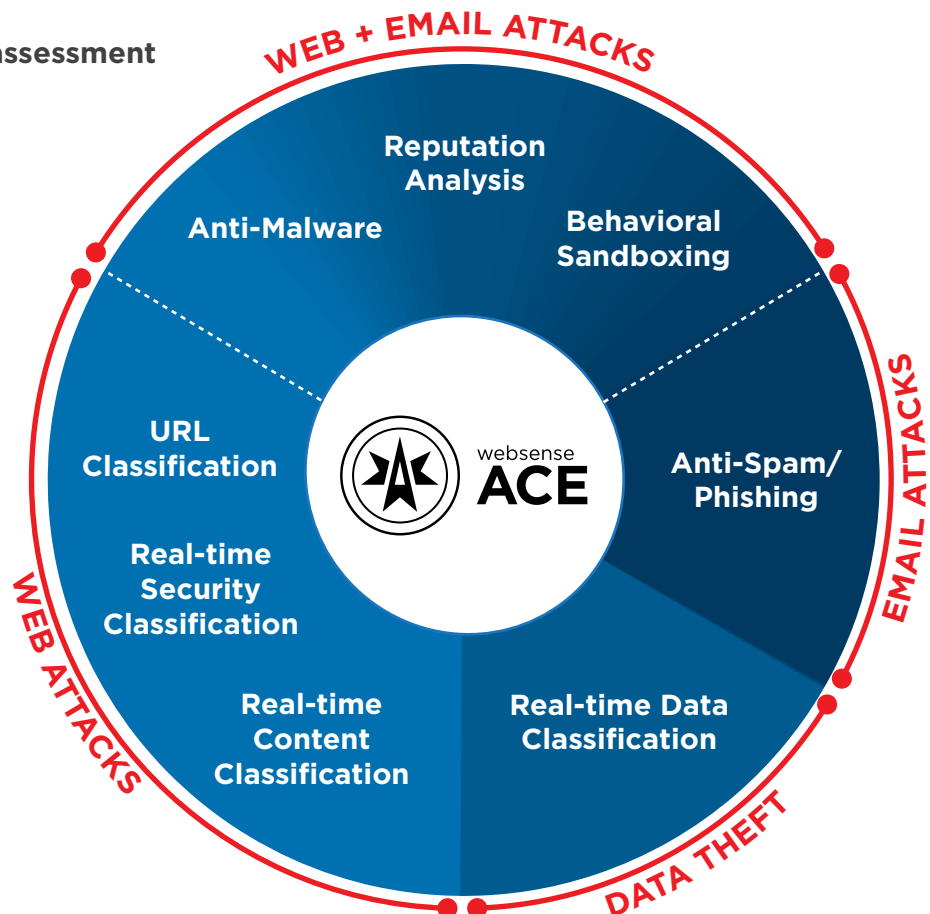 assessment
WEB + EMAIL ATTACKS
Reputation
Analysis
Anti-Malware
Behavioral
Sandboxing
URL
Classification
websense
ACE
Anti-Spam/
Phishing
EMAIL ATTACKS
Real-time
Security
Classification
WEB ATTACKS
Real-time
Content
Classification
Real-time Data
Classification
DATA THEFT